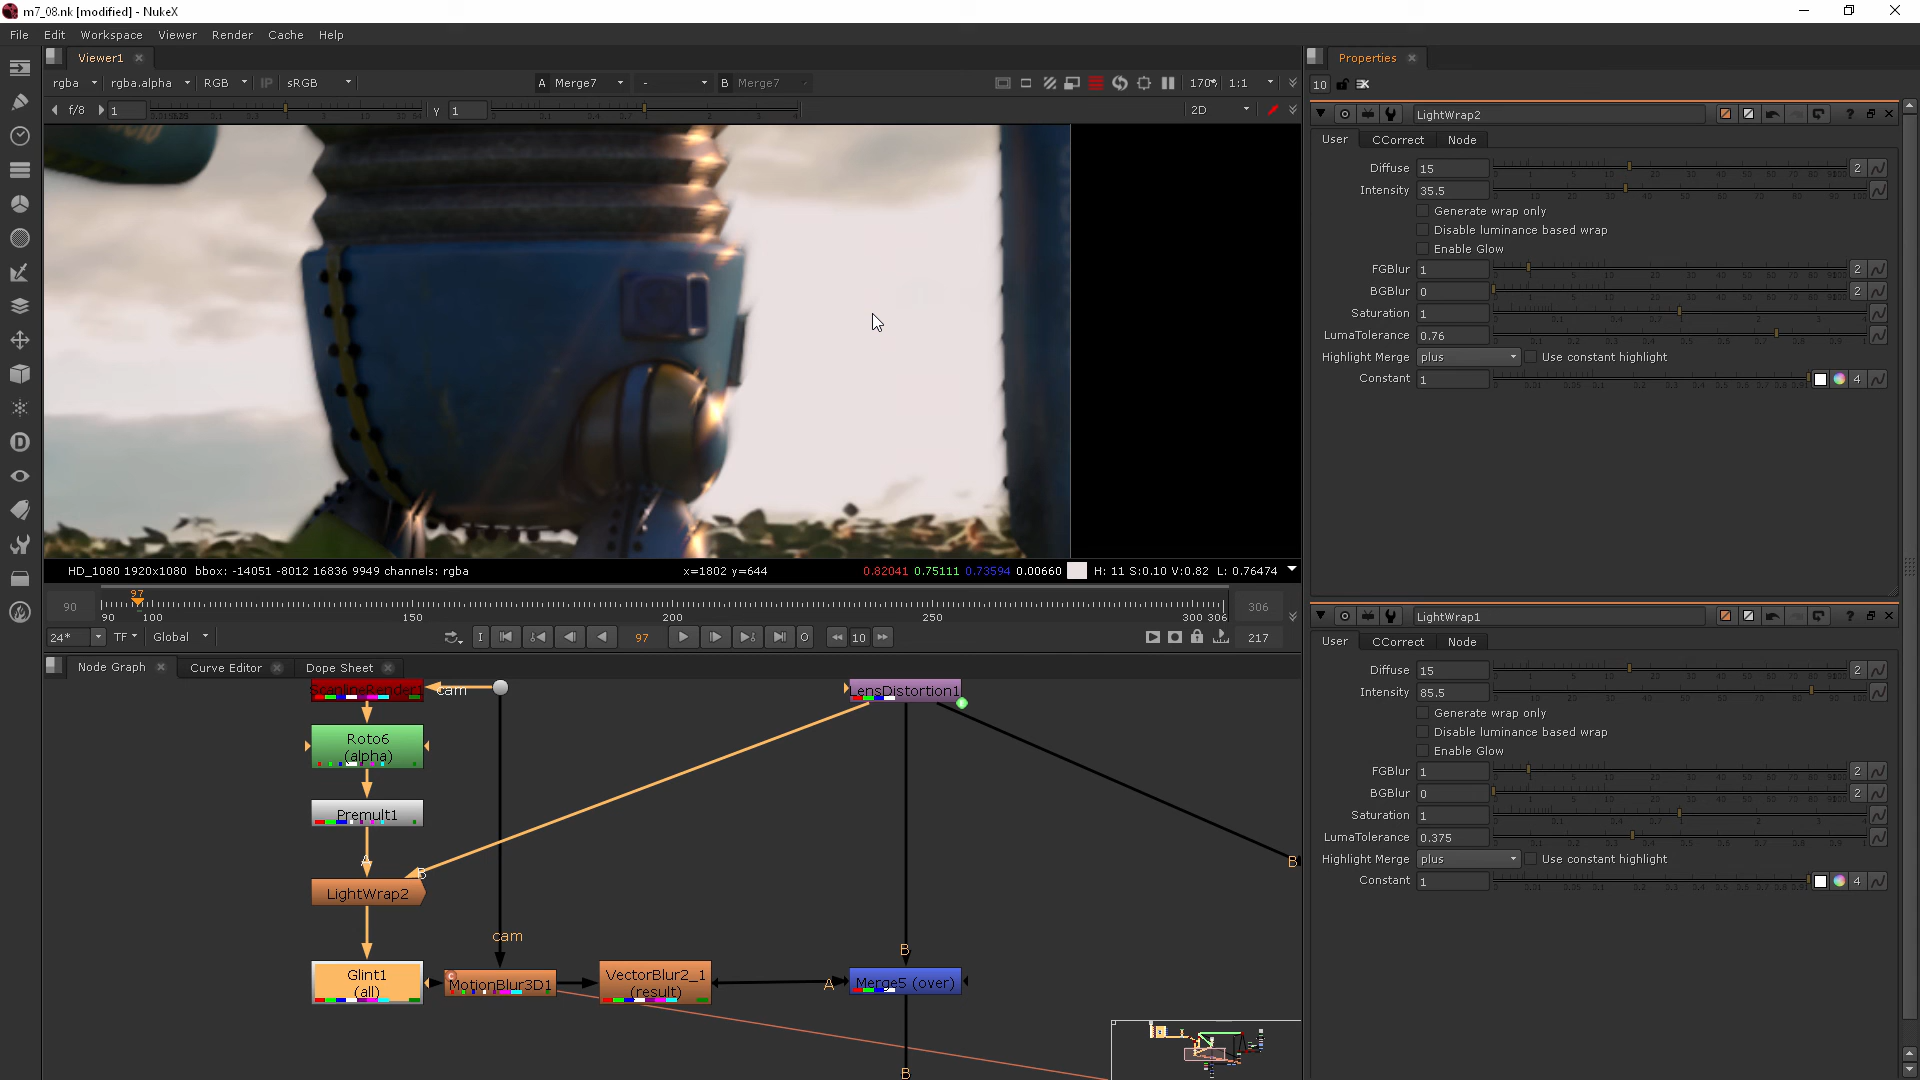 m7_08.nk [modified] - NukeX
File Edit Workspace Viewer Render Cache Help
Viewer1
rgba rgba.alpha RGB IP sRGB A Merge7 - B Merge7 1:1
f/8 1 Y 1 2D
HD_1080 1920x1080 bbox: -14051 -8012 16836 9949 channels: rgba x=1802 y=644 0.82041 0.75111 0.73594 0.00660 H: 11 S:0.10 V:0.82 L: 0.76474
90 97 306
90 100 150 200 250 300 306
24* TF Global I 97 O 10 217
Node Graph Curve Editor Dope Sheet
ScanlineRender1 cam LensDistortion1
Roto6
(alpha)
Premult1
A B B
LightWrap2
cam
B
Glint1
(all)
MotionBlur3D1
VectorBlur2_1
(result)
A
Merge5 (over)
B
Properties
10
LightWrap2
User CCorrect Node
Diffuse 15 2
Intensity 35.5
Generate wrap only
Disable luminance based wrap
Enable Glow
FGBlur 1 2
BGBlur 0 2
Saturation 1
LumaTolerance 0.76
Highlight Merge plus Use constant highlight
Constant 1 4
LightWrap1
User CCorrect Node
Diffuse 15 2
Intensity 85.5
Generate wrap only
Disable luminance based wrap
Enable Glow
FGBlur 1 2
BGBlur 0 2
Saturation 1
LumaTolerance 0.375
Highlight Merge plus Use constant highlight
Constant 1 4